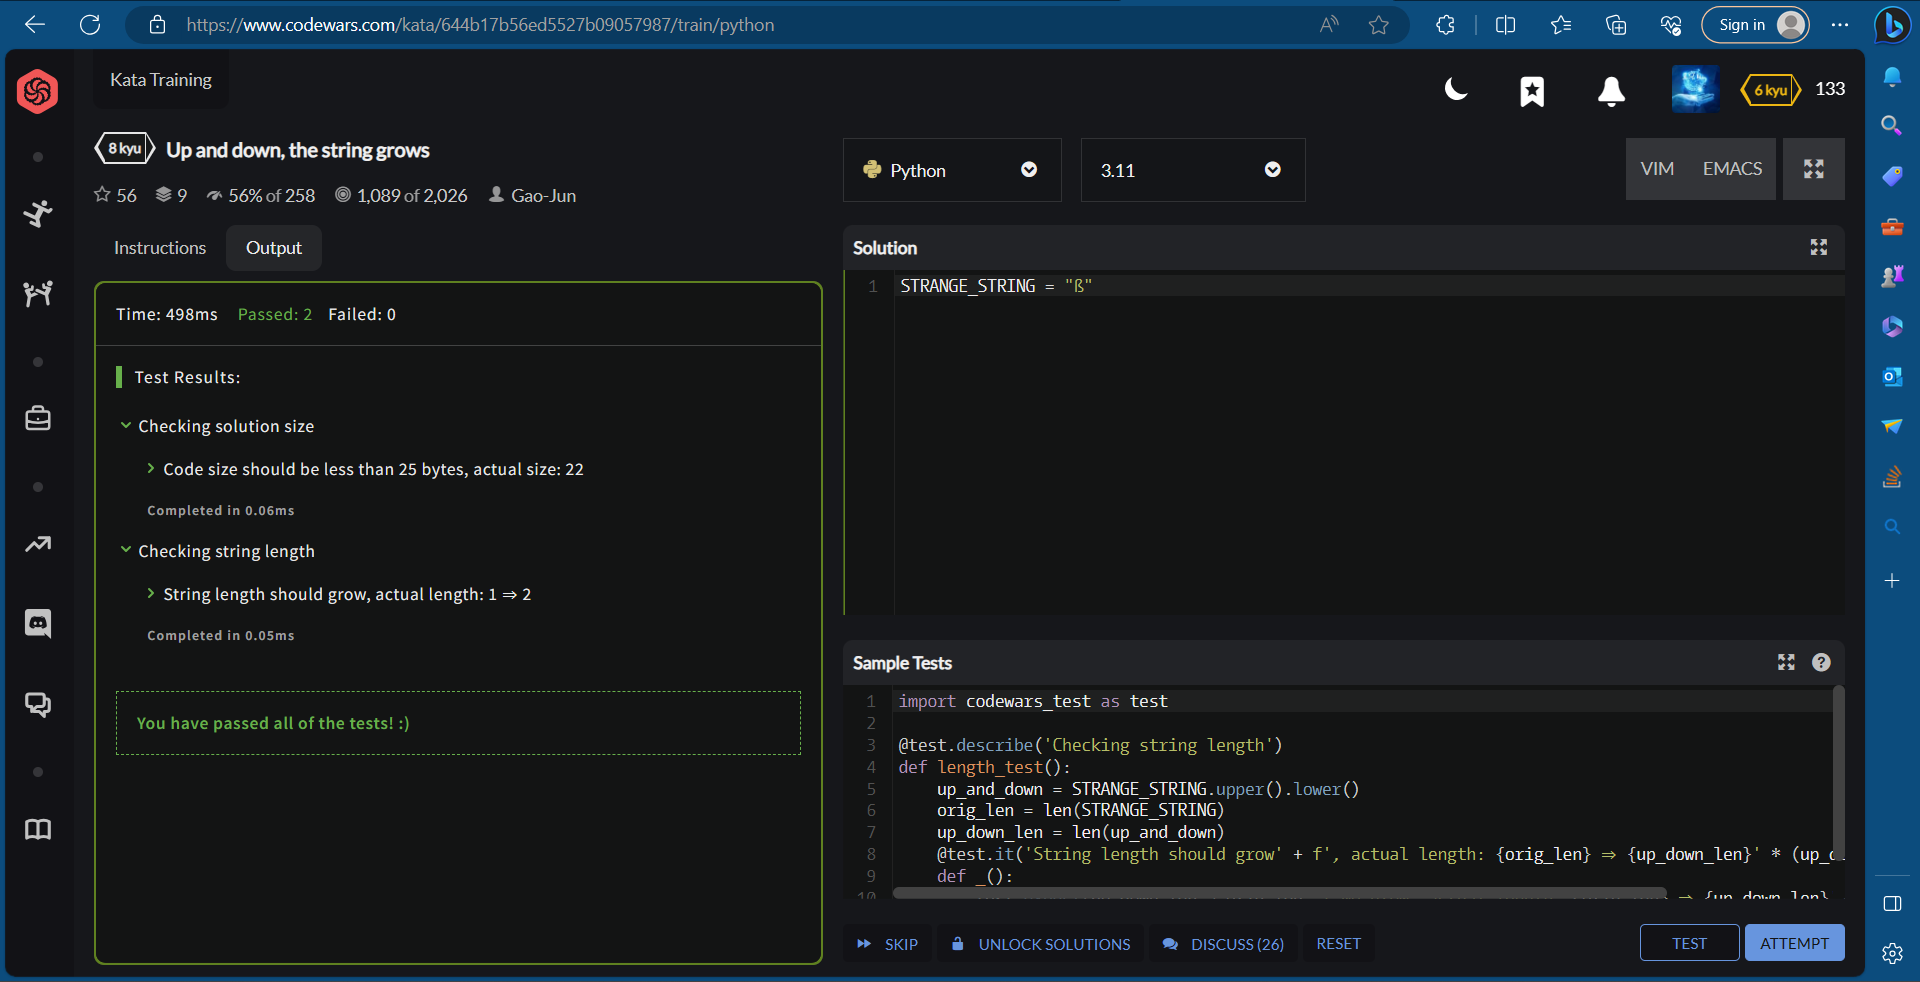 https://www.codewars.com/kata/644b17b56ed5527b09057987/train/python
Sign in
Kata Training
6 kyu
133
8 kyu
Up and down, the string grows
56
9
56% of 258
1,089 of 2,026
Gao-Jun
Python
3.11
VIM
EMACS
Instructions
Output
Time: 498ms
Passed: 2
Failed: 0
Test Results:
Checking solution size
Code size should be less than 25 bytes, actual size: 22
Completed in 0.06ms
Checking string length
String length should grow, actual length: 1 ⇒ 2
Completed in 0.05ms
You have passed all of the tests! :)
Solution
1 STRANGE_STRING = "ß"
Sample Tests
1 import codewars_test as test
2
3 @test.describe('Checking string length')
4 def length_test():
5 up_and_down = STRANGE_STRING.upper().lower()
6 orig_len = len(STRANGE_STRING)
7 up_down_len = len(up_and_down)
8 @test.it('String length should grow' + f', actual length: {orig_len} ⇒ {up_down_len}' * (up_d
9 def _():
10 ⇒ {up_down_len}
SKIP
UNLOCK SOLUTIONS
DISCUSS (26)
RESET
TEST
ATTEMPT